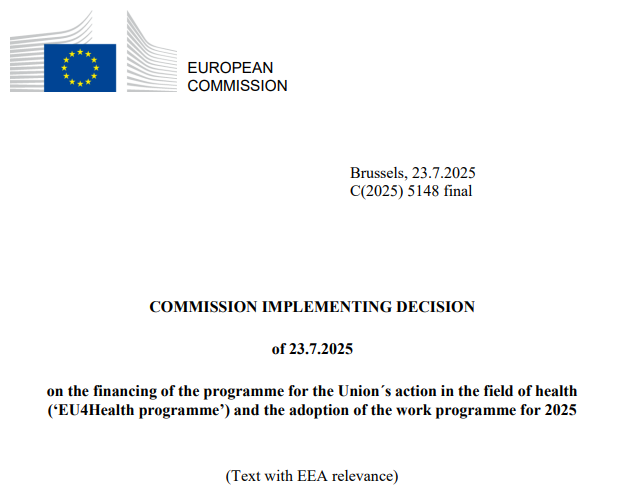 EUROPEAN
COMMISSION
Brussels, 23.7.2025
C(2025) 5148 final
COMMISSION IMPLEMENTING DECISION
of 23.7.2025
on the financing of the programme for the Union´s action in the field of health
(‘EU4Health programme’) and the adoption of the work programme for 2025
(Text with EEA relevance)